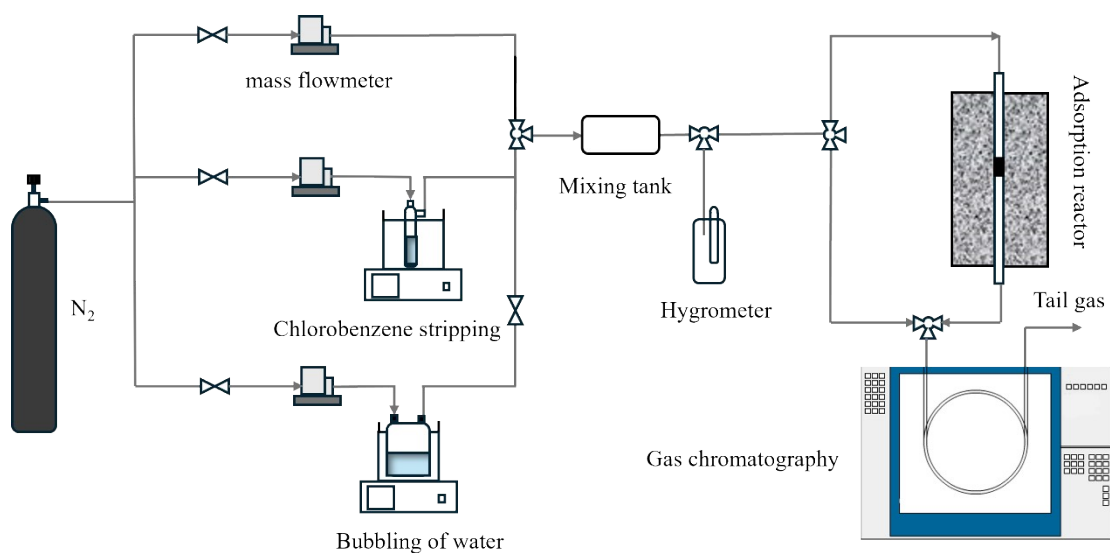 mass flowmeter
Mixing tank
Adsorption reactor
N₂
Chlorobenzene stripping
Hygrometer
Tail gas
Gas chromatography
Bubbling of water